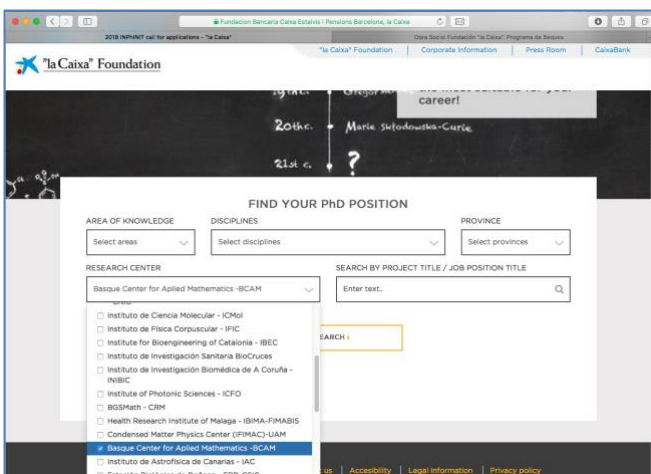 Fundacion Bancaria Caixa Estalvis i Pensions Barcelona, la Caixa
2018 INPhINIT call for applications - "la Caixa"
Obra Social Fundación "la Caixa": Programa de Becas
"la Caixa" Foundation | Corporate Information | Press Room | CaixaBank
"la Caixa" Foundation
19th c. Gregor
career!
20th c. Marie Skłodowska-Curie
21st c. ?
FIND YOUR PhD POSITION
AREA OF KNOWLEDGE DISCIPLINES PROVINCE
Select areas Select disciplines Select provinces
RESEARCH CENTER SEARCH BY PROJECT TITLE / JOB POSITION TITLE
Basque Center for Aplied Mathematics -BCAM Enter text..
Instituto de Ciencia Molecular - ICMol
Instituto de Física Corpuscular - IFIC
EARCH ›
Institute for Bioengineering of Catalonia - IBEC
Instituto de Investigación Sanitaria BioCruces
Instituto de Investigación Biomédica de A Coruña -
INIBIC
Institute of Photonic Sciences - ICFO
BGSMath - CRM
Health Research Institute of Malaga - IBIMA-FIMABIS
Condensed Matter Physics Center (IFIMAC)-UAM
Basque Center for Aplied Mathematics -BCAM
Instituto de Astrofísica de Canarias - IAC
us | Accesibility | Legal information | Privacy policy